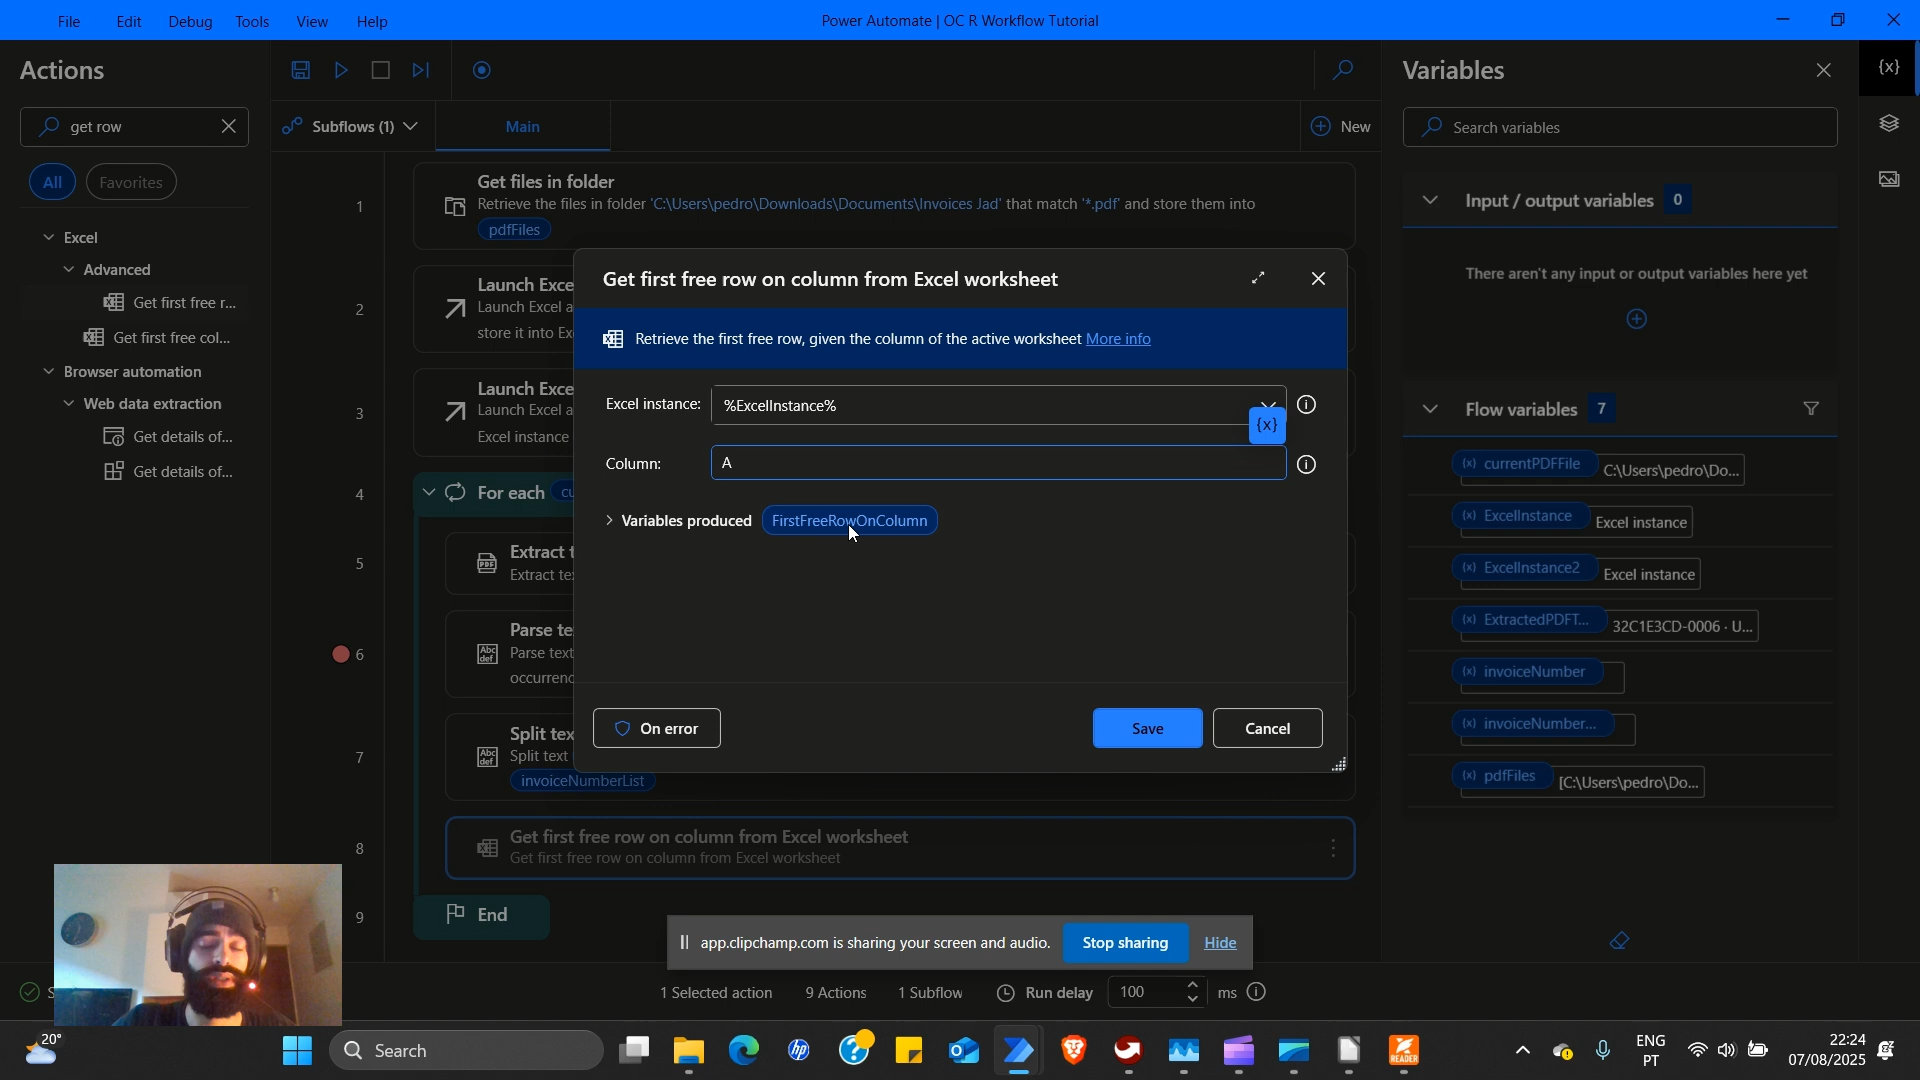 File Edit Debug Tools View Help
Power Automate | OC R Workflow Tutorial
Actions
get row
All Favorites
Excel
Advanced
Get first free r...
Get first free col...
Browser automation
Web data extraction
Get details of...
Get details of...
Subflows (1)
Main
New
1
Get files in folder
Retrieve the files in folder 'C:\Users\pedro\Downloads\Documents\Invoices Jad' that match '*.pdf' and store them into
pdfFiles
2
Launch Exce
Launch Excel a
store it into Ex
3
Launch Exce
Launch Excel a
Excel instance
4
For each cu
5
Extract t
Extract tex
6
Parse te
Parse text
occurrenc
7
Split tex
Split text
invoiceNumberList
8
Get first free row on column from Excel worksheet
Get first free row on column from Excel worksheet
9
End
Get first free row on column from Excel worksheet
Retrieve the first free row, given the column of the active worksheet More info
Excel instance: %ExcelInstance%
{x}
Column: A
Variables produced FirstFreeRowOnColumn
On error
Save
Cancel
Variables
{x}
Search variables
Input / output variables 0
There aren't any input or output variables here yet
Flow variables 7
(x) currentPDFFile C:\Users\pedro\Do...
(x) ExcelInstance Excel instance
(x) ExcelInstance2 Excel instance
(x) ExtractedPDFT... 32C1E3CD-0006 · U...
(x) invoiceNumber
(x) invoiceNumber...
(x) pdfFiles [C:\Users\pedro\Do...
app.clipchamp.com is sharing your screen and audio. Stop sharing Hide
1 Selected action 9 Actions 1 Subflow Run delay 100 ms
20°
Search
READER
ENG
PT
22:24
07/08/2025